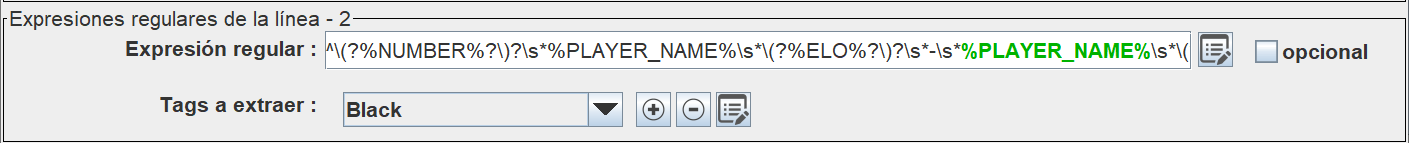 Expresiones regulares de la línea - 2
Expresión regular : ^\(?%NUMBER%?\)?\s*%PLAYER_NAME%\s*\(?%ELO%?\)?\s*-\s*%PLAYER_NAME%\s*\( opcional
Tags a extraer : Black